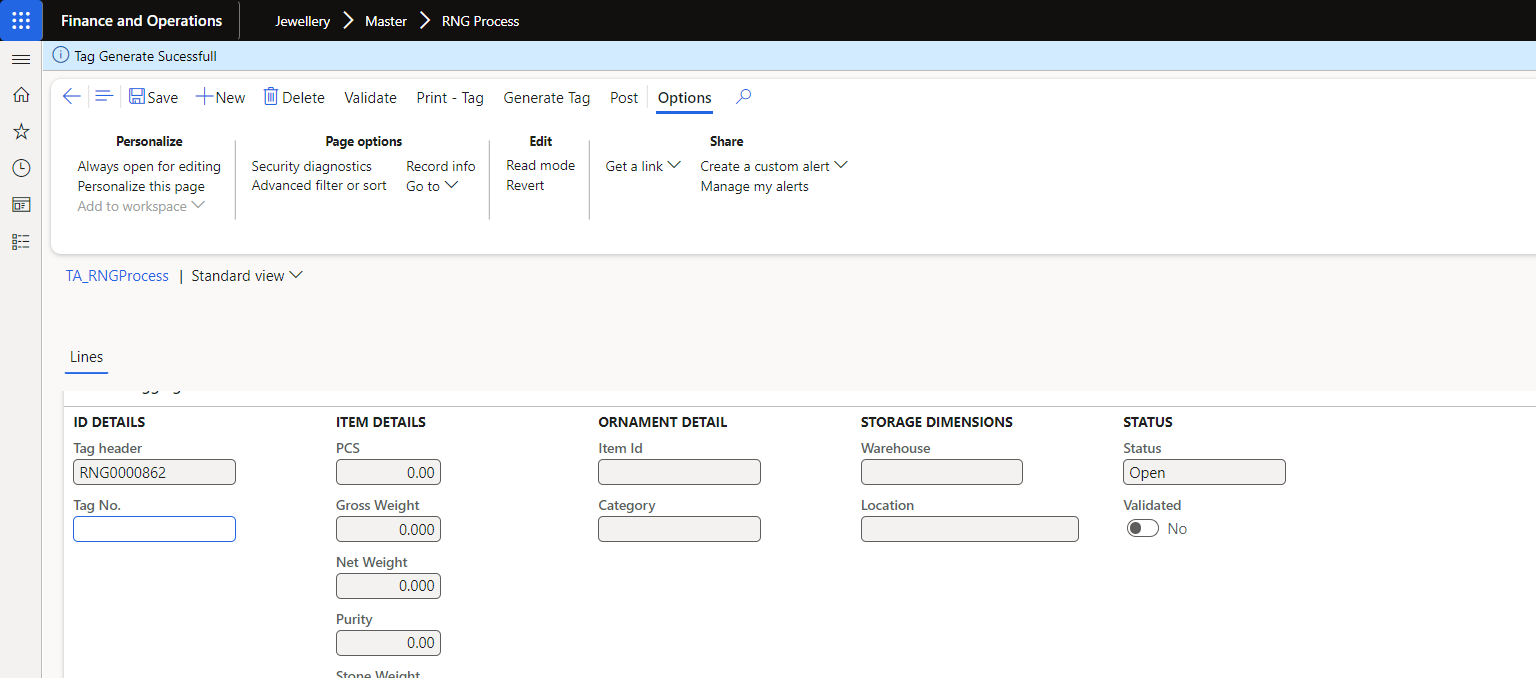 Finance and Operations
Jewellery > Master > RNG Process
Tag Generate Sucessfull
Save New Delete Validate Print - Tag Generate Tag Post Options
Personalize
Always open for editing
Personalize this page
Add to workspace
Page options
Security diagnostics
Advanced filter or sort
Record info
Go to
Edit
Read mode
Revert
Share
Get a link
Create a custom alert
Manage my alerts
TA_RNGProcess | Standard view
Lines
ID DETAILS
Tag header
RNG0000862
Tag No.
ITEM DETAILS
PCS
0.00
Gross Weight
0.000
Net Weight
0.000
Purity
0.00
Stone Weight
ORNAMENT DETAIL
Item Id
Category
STORAGE DIMENSIONS
Warehouse
Location
STATUS
Status
Open
Validated
No